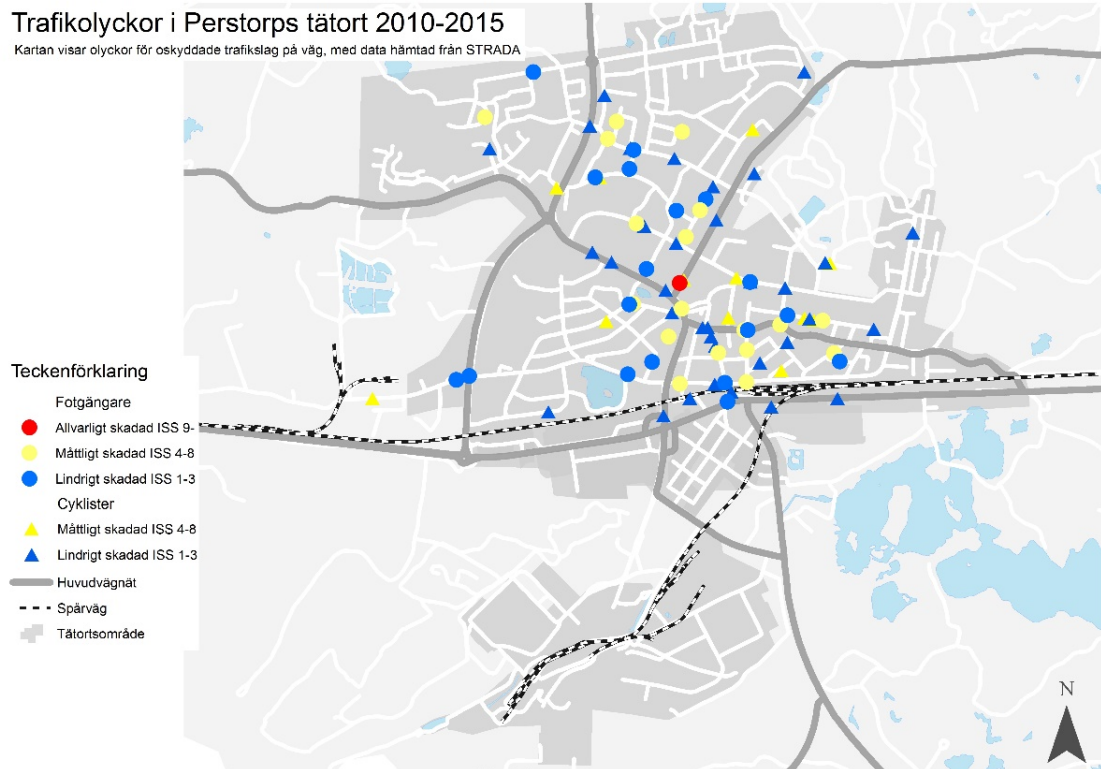 Trafikolyckor i Perstorps tätort 2010-2015
Kartan visar olyckor för oskyddade trafikslag på väg, med data hämtad från STRADA
Teckenförklaring
Fotgängare
Allvarligt skadad ISS 9-
Måttligt skadad ISS 4-8
Lindrigt skadad ISS 1-3
Cyklister
Måttligt skadad ISS 4-8
Lindrigt skadad ISS 1-3
Huvudvägnät
Spårväg
Tätortsområde
N